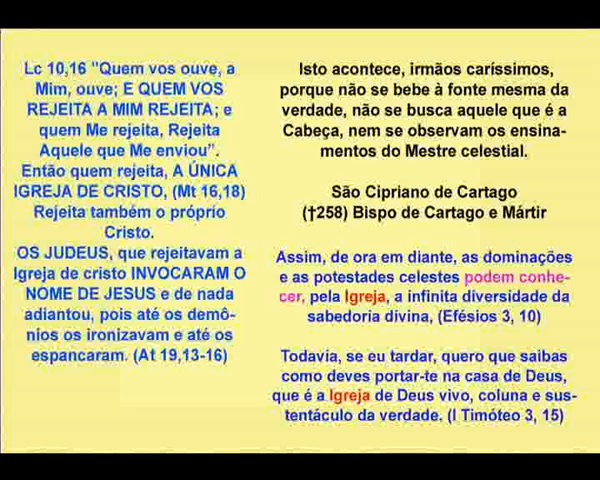 Lc 10,16 "Quem vos ouve, a
Mim, ouve; E QUEM VOS
REJEITA A MIM REJEITA; e
quem Me rejeita, Rejeita
Aquele que Me enviou".
Então quem rejeita, A ÚNICA
IGREJA DE CRISTO, (Mt 16,18)
Rejeita também o próprio
Cristo.
OS JUDEUS, que rejeitavam a
Igreja de cristo INVOCARAM O
NOME DE JESUS e de nada
adiantou, pois até os demô-
nios os ironizavam e até os
espancaram. (At 19,13-16)
Isto acontece, irmãos caríssimos,
porque não se bebe à fonte mesma da
verdade, não se busca aquele que é a
Cabeça, nem se observam os ensina-
mentos do Mestre celestial.
São Cipriano de Cartago
(†258) Bispo de Cartago e Mártir
Assim, de ora em diante, as dominações
e as potestades celestes podem conhe-
cer, pela Igreja, a infinita diversidade da
sabedoria divina, (Efésios 3, 10)
Todavia, se eu tardar, quero que saibas
como deves portar-te na casa de Deus,
que é a Igreja de Deus vivo, coluna e sus-
tentáculo da verdade. (I Timóteo 3, 15)